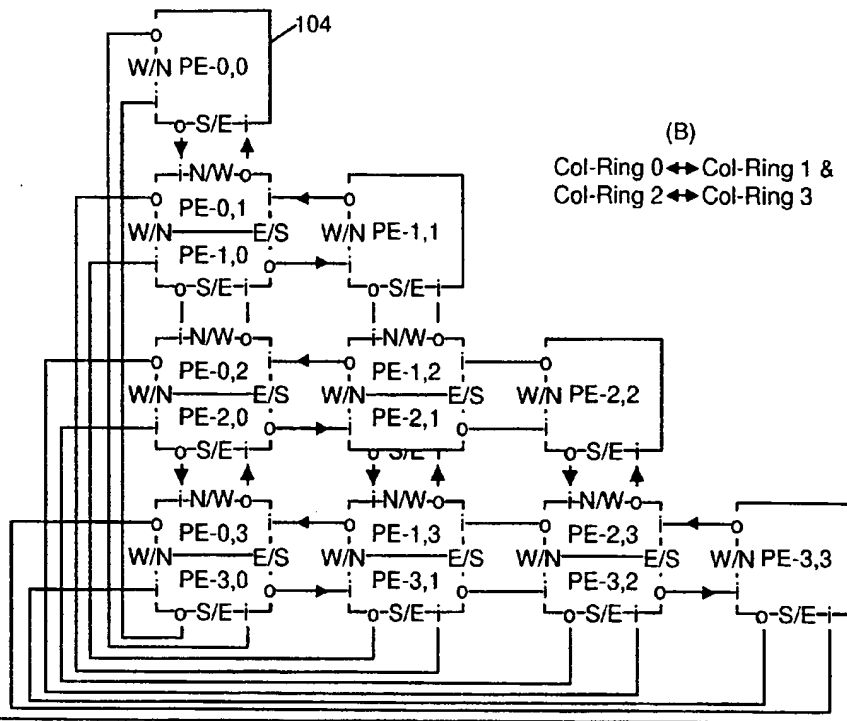 104
o
W/N PE-0,0
i
o S/E i
(B)
Col-Ring 0 ↔ Col-Ring 1 &
Col-Ring 2 ↔ Col-Ring 3
i N/W o
o PE-0,1 i o
W/N E/S W/N PE-1,1
i PE-1,0 o i
o S/E i o S/E i
i N/W o i N/W o
o PE-0,2 i o PE-1,2 i o
W/N E/S W/N E/S W/N PE-2,2
i PE-2,0 o i PE-2,1 o i
o S/E i o S/E i o S/E i
i N/W o i N/W o i N/W o
o PE-0,3 i o PE-1,3 i o PE-2,3 i o
W/N E/S W/N E/S W/N E/S W/N PE-3,3
i PE-3,0 o i PE-3,1 o i PE-3,2 o i
o S/E i o S/E i o S/E i o S/E i